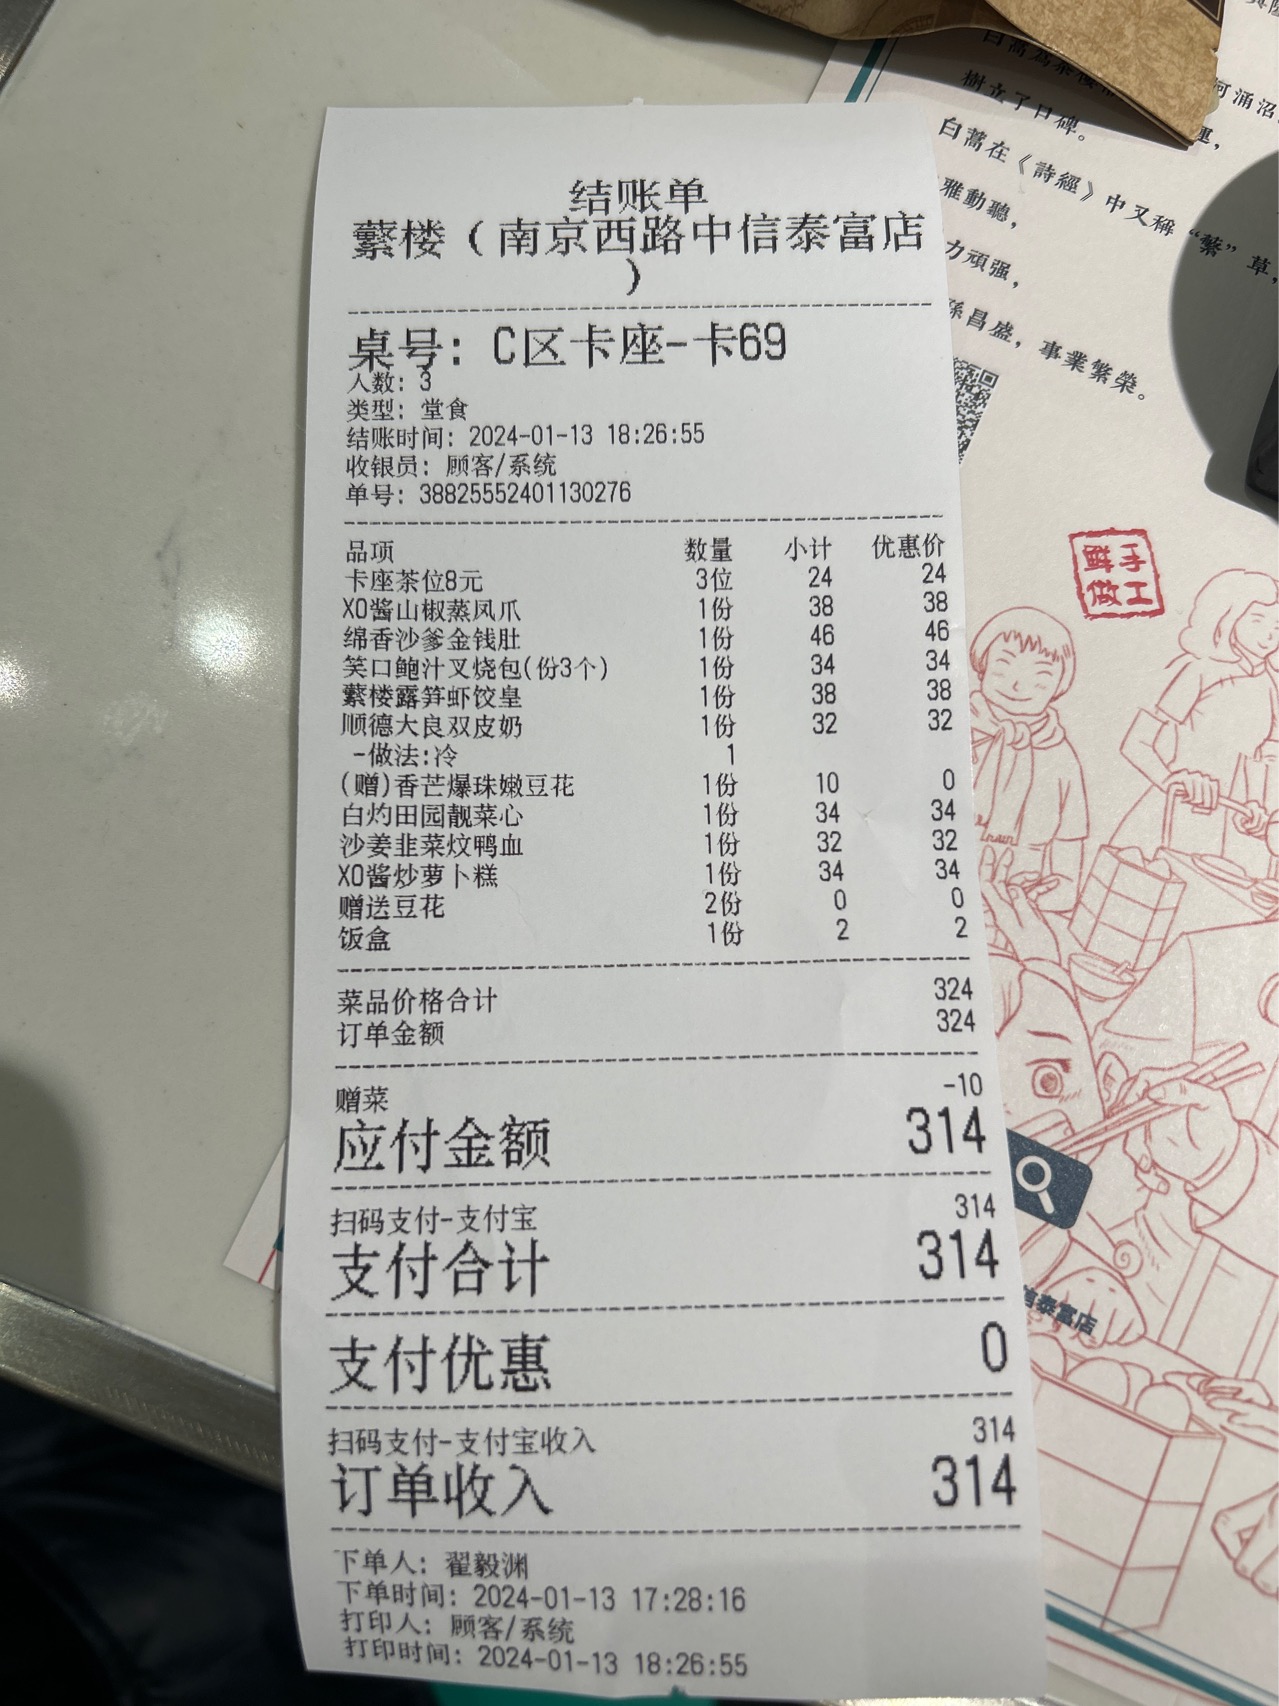 结账单
蘩楼（南京西路中信泰富店
）
桌号：C区卡座-卡69
人数：3
类型：堂食
结账时间：2024-01-13 18:26:55
收银员：顾客/系统
单号：38825552401130276
品项 数量 小计 优惠价
卡座茶位8元 3位 24 24
XO酱山椒蒸凤爪 1份 38 38
绵香沙爹金钱肚 1份 46 46
笑口鲍汁叉烧包(份3个) 1份 34 34
蘩楼露笋虾饺皇 1份 38 38
顺德大良双皮奶 1份 32 32
-做法:冷 1
(赠)香芒爆珠嫩豆花 1份 10 0
白灼田园靓菜心 1份 34 34
沙姜韭菜炆鸭血 1份 32 32
XO酱炒萝卜糕 1份 34 34
赠送豆花 2份 0 0
饭盒 1份 2 2
菜品价格合计 324
订单金额 324
赠菜 -10
应付金额 314
扫码支付-支付宝 314
支付合计 314
支付优惠 0
扫码支付-支付宝收入 314
订单收入 314
下单人：翟毅渊
下单时间：2024-01-13 17:28:16
打印人：顾客/系统
打印时间：2024-01-13 18:26:55
樹立了口碑。
白蒿在《詩經》中又稱“蘩”草，
雅動聽，
力頑强，
孫昌盛，事業繁榮。
河涌沼
鮮手
做工
信泰富店